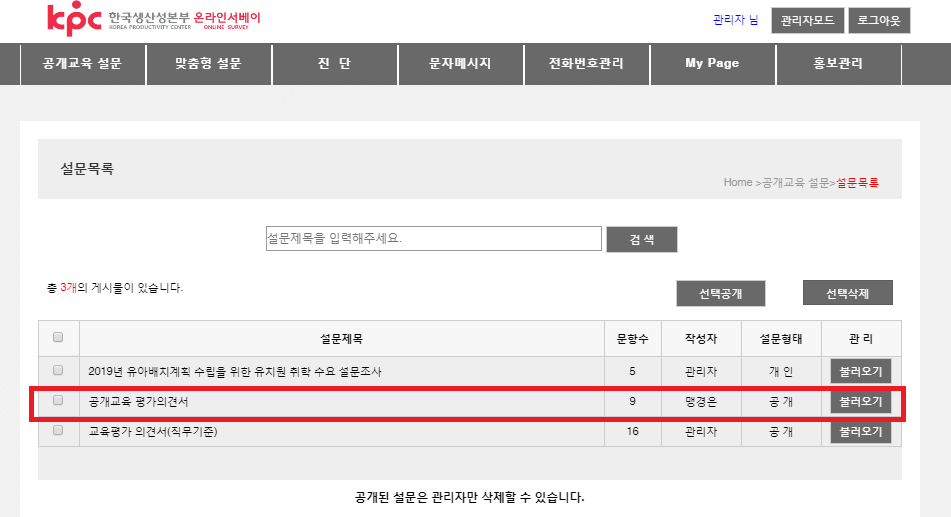 kpc 한국생산성본부 온라인서베이
KOREA PRODUCTIVITY CENTER ONLINE SURVEY
관리자 님 관리자모드 로그아웃
공개교육 설문 맞춤형 설문 진 단 문자메시지 전화번호관리 My Page 홍보관리
설문목록
Home >공개교육 설문>설문목록
설문제목을 입력해주세요. 검 색
총 3개의 게시물이 있습니다. 선택공개 선택삭제
설문제목 문항수 작성자 설문형태 관 리
2019년 유아배치계획 수립을 위한 유치원 취학 수요 설문조사 5 관리자 개 인 불러오기
공개교육 평가의견서 9 맹경은 공 개 불러오기
교육평가 의견서(직무기준) 16 관리자 공 개 불러오기
공개된 설문은 관리자만 삭제할 수 있습니다.